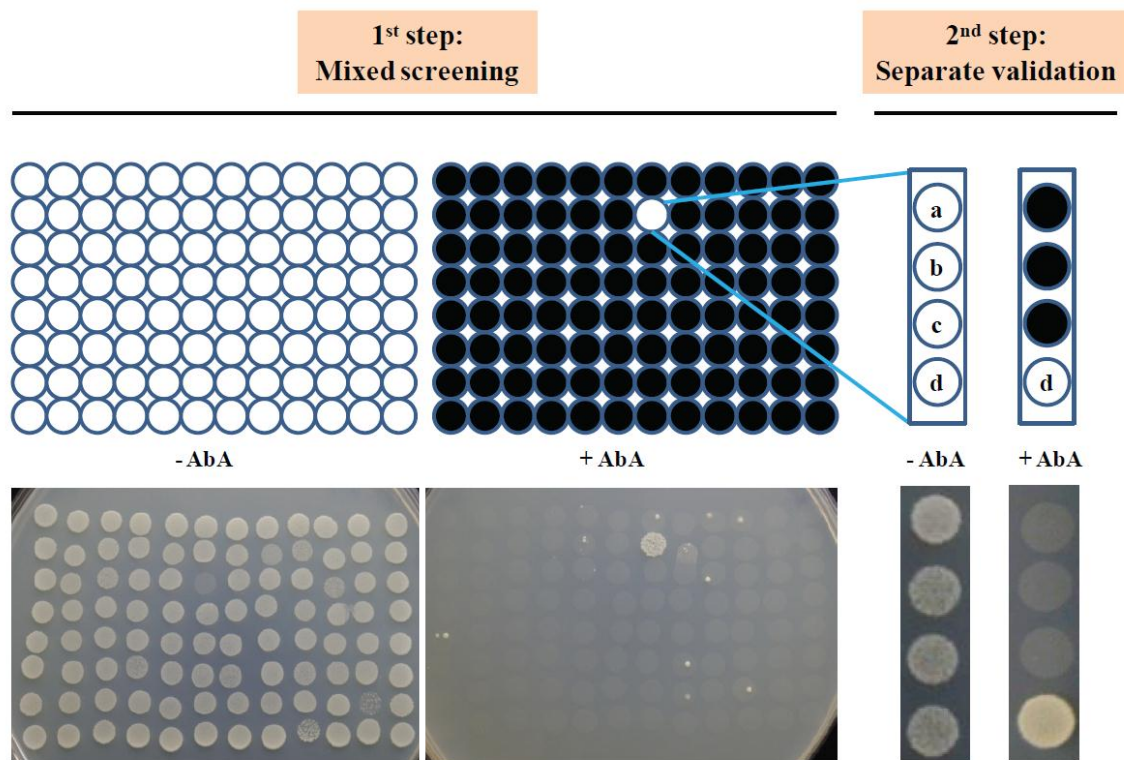 1st step:
Mixed screening
2nd step:
Separate validation
a
b
c
d
d
- AbA
+ AbA
- AbA
+ AbA